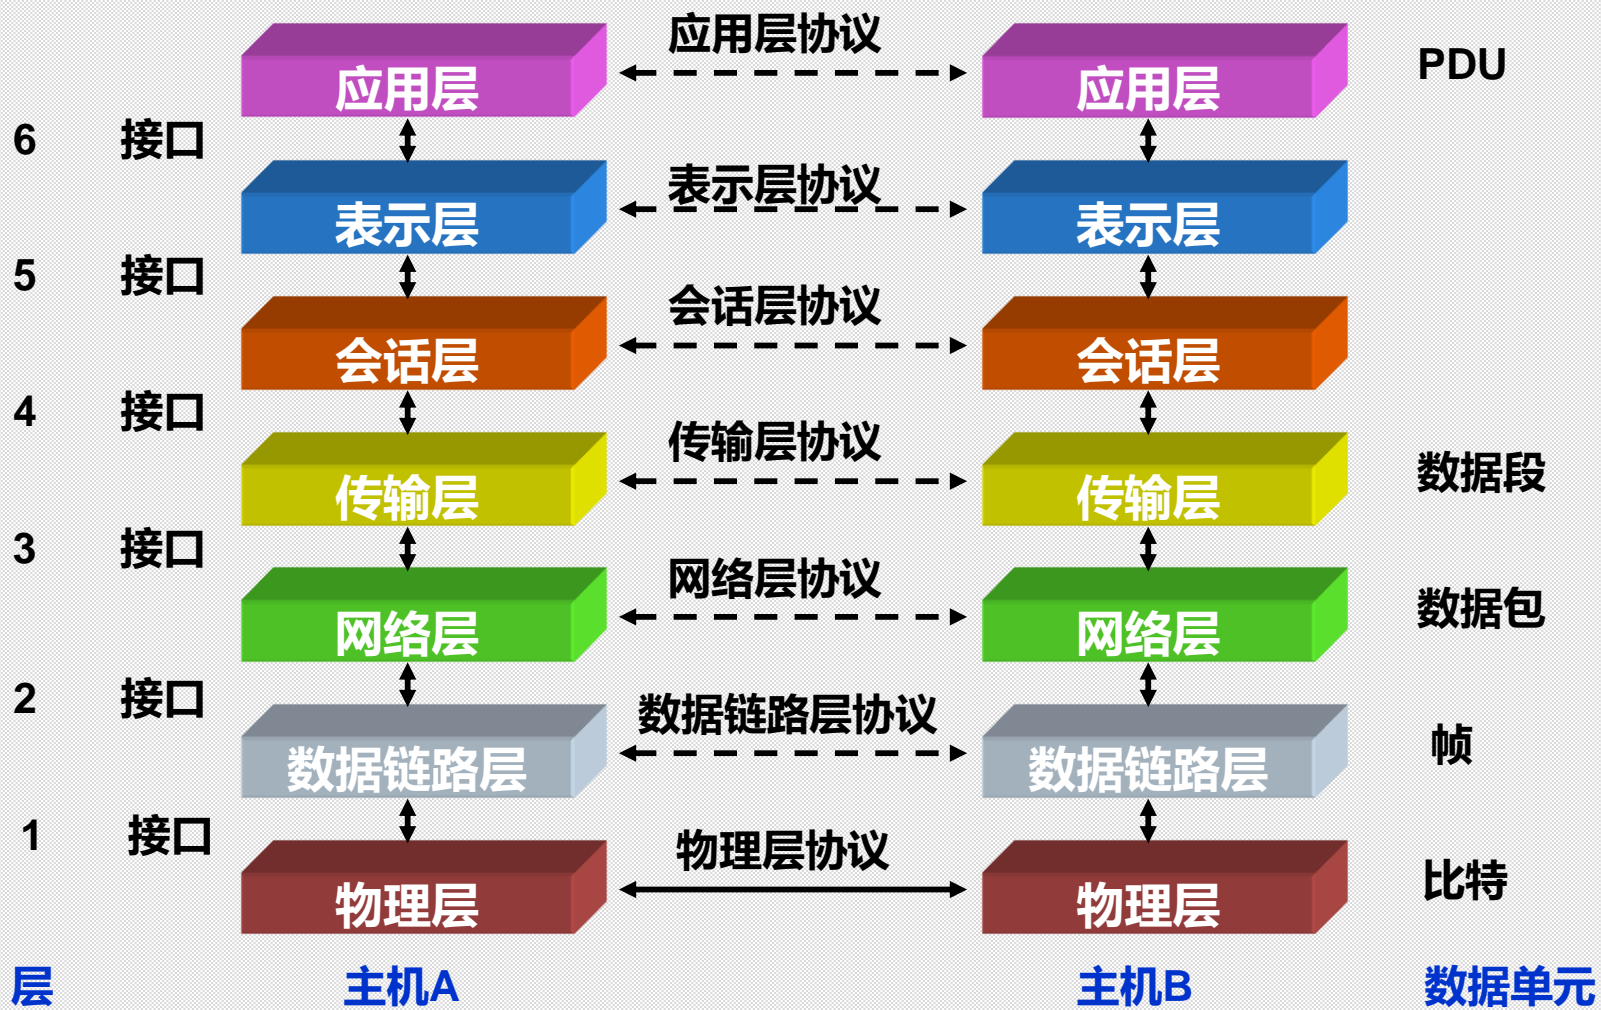 应用层协议
应用层
应用层
PDU
6 接口
表示层协议
表示层
表示层
5 接口
会话层协议
会话层
会话层
4 接口
传输层协议
传输层
传输层
数据段
3 接口
网络层协议
网络层
网络层
数据包
2 接口
数据链路层协议
数据链路层
数据链路层
帧
1 接口
物理层协议
物理层
物理层
比特
层
主机A
主机B
数据单元